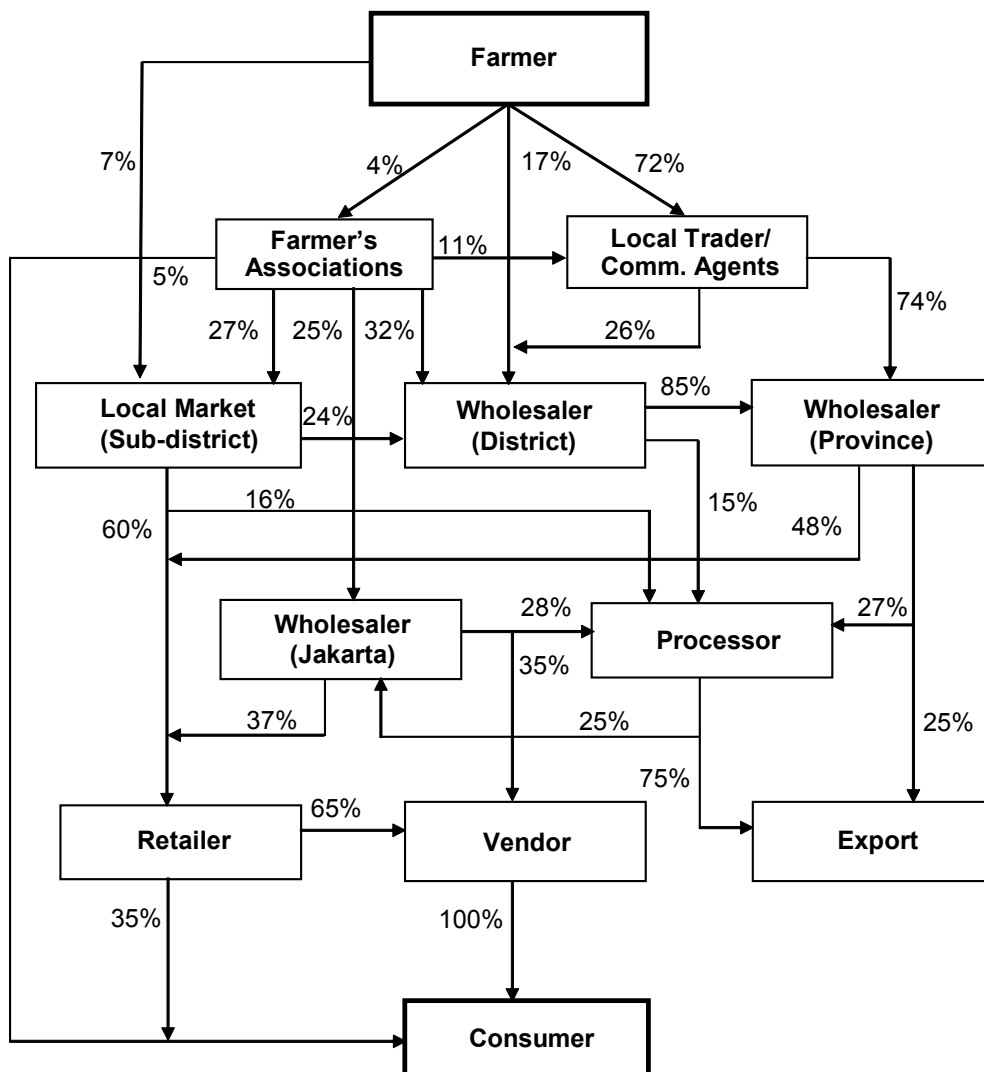 Farmer
7%
4%
17%
72%
Farmer's
Associations
11%
Local Trader/
Comm. Agents
5%
27%
25%
32%
26%
74%
Local Market
(Sub-district)
24%
Wholesaler
(District)
85%
Wholesaler
(Province)
16%
60%
15%
48%
Wholesaler
(Jakarta)
28%
35%
Processor
27%
37%
25%
75%
25%
Retailer
65%
Vendor
Export
35%
100%
Consumer